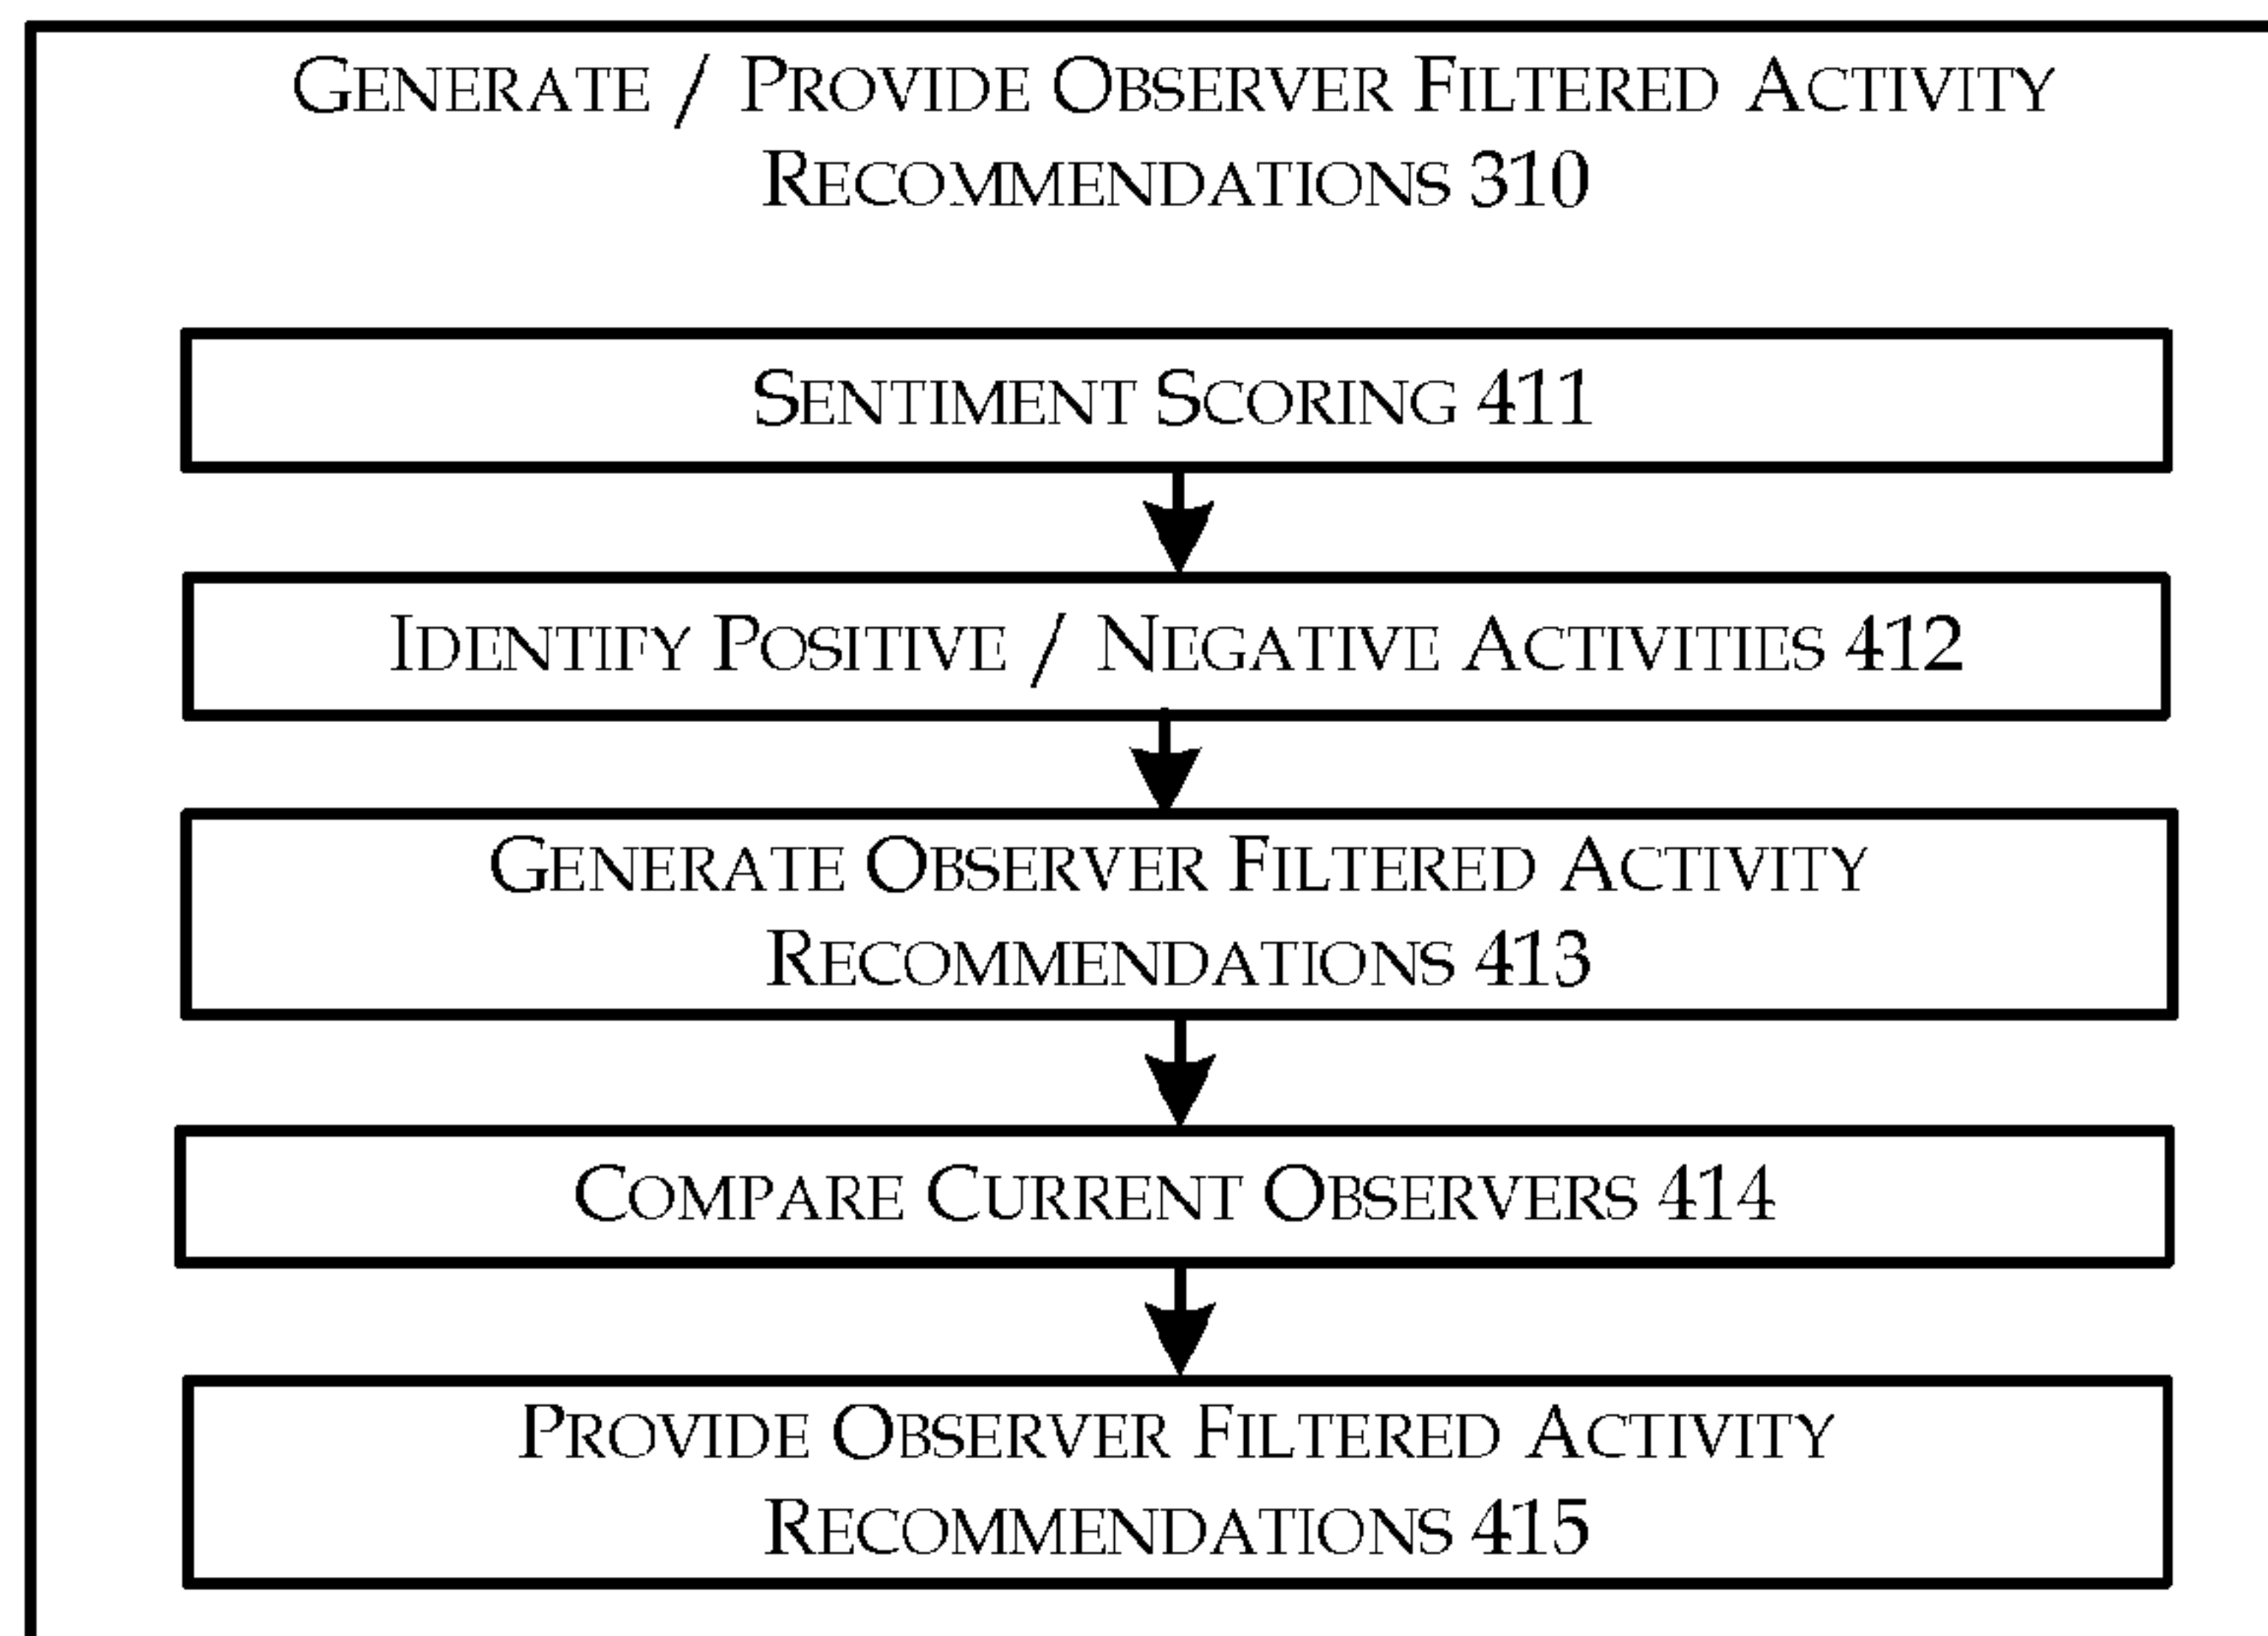 GENERATE / PROVIDE OBSERVER FILTERED ACTIVITY
RECOMMENDATIONS 310
SENTIMENT SCORING 411
IDENTIFY POSITIVE / NEGATIVE ACTIVITIES 412
GENERATE OBSERVER FILTERED ACTIVITY
RECOMMENDATIONS 413
COMPARE CURRENT OBSERVERS 414
PROVIDE OBSERVER FILTERED ACTIVITY
RECOMMENDATIONS 415